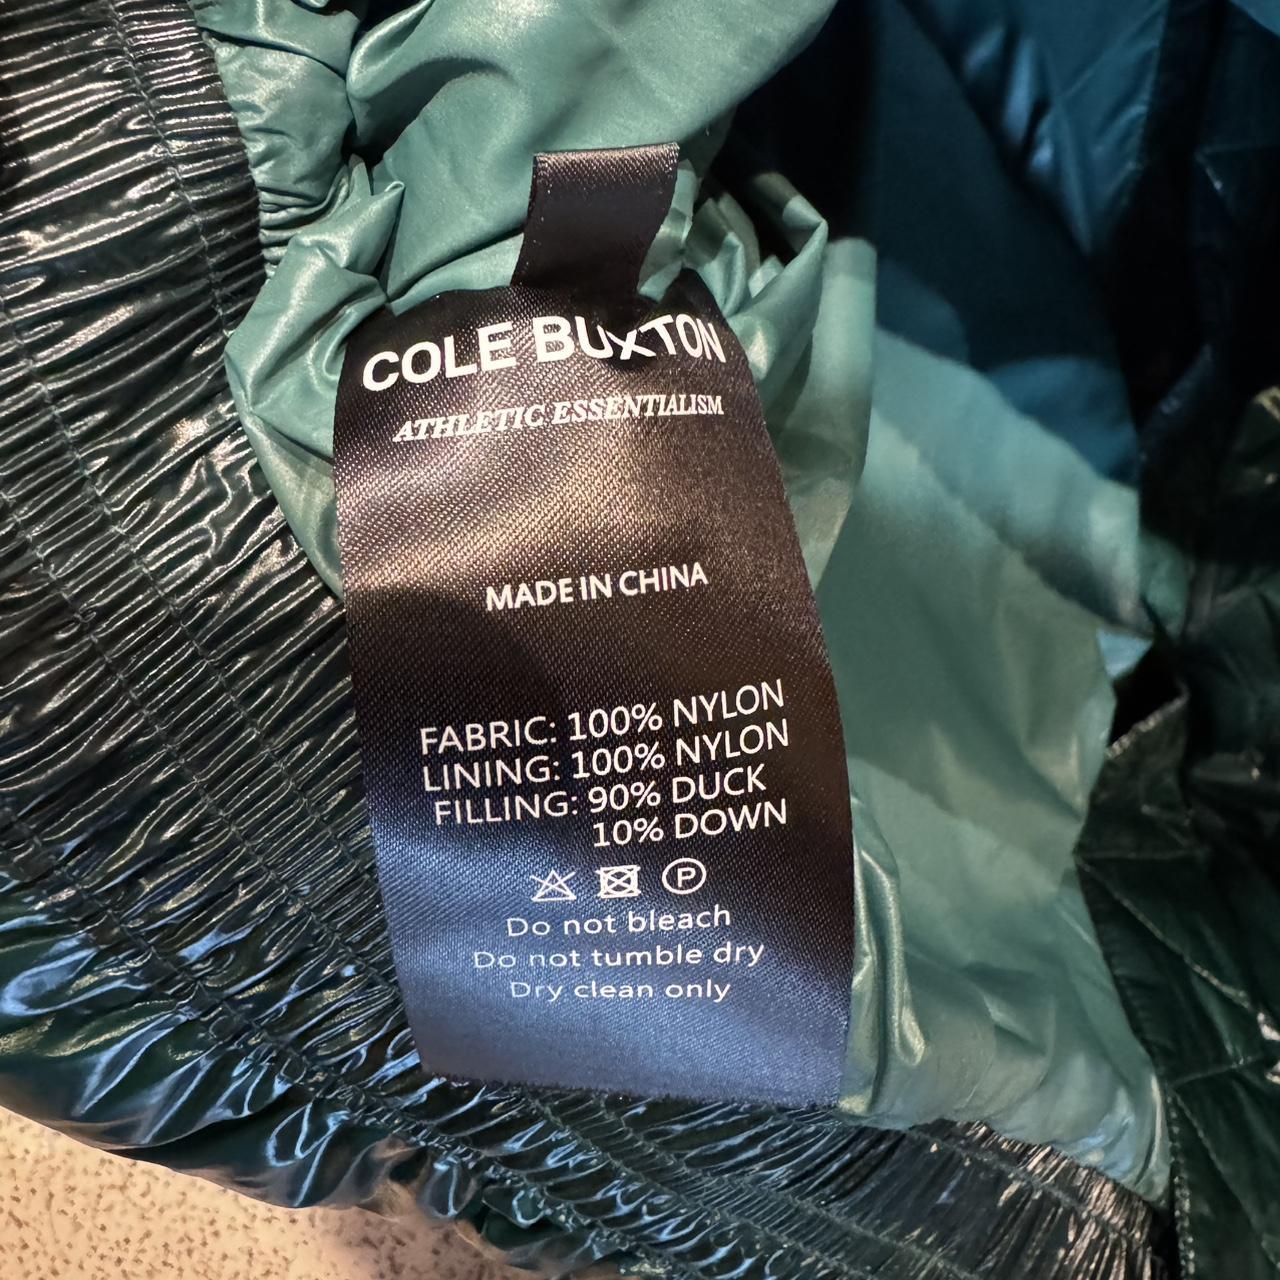 COLE BUXTON
ATHLETIC ESSENTIALISM
MADE IN CHINA
FABRIC: 100% NYLON
LINING: 100% NYLON
FILLING: 90% DUCK
10% DOWN
P
Do not bleach
Do not tumble dry
Dry clean only